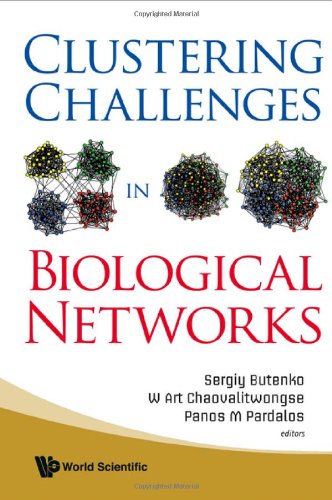 CLUSTERING
CHALLENGES
IN
BIOLOGICAL
NETWORKS
Sergiy Butenko
W Art Chaovalitwongse
Panos M Pardalos
editors
World Scientific